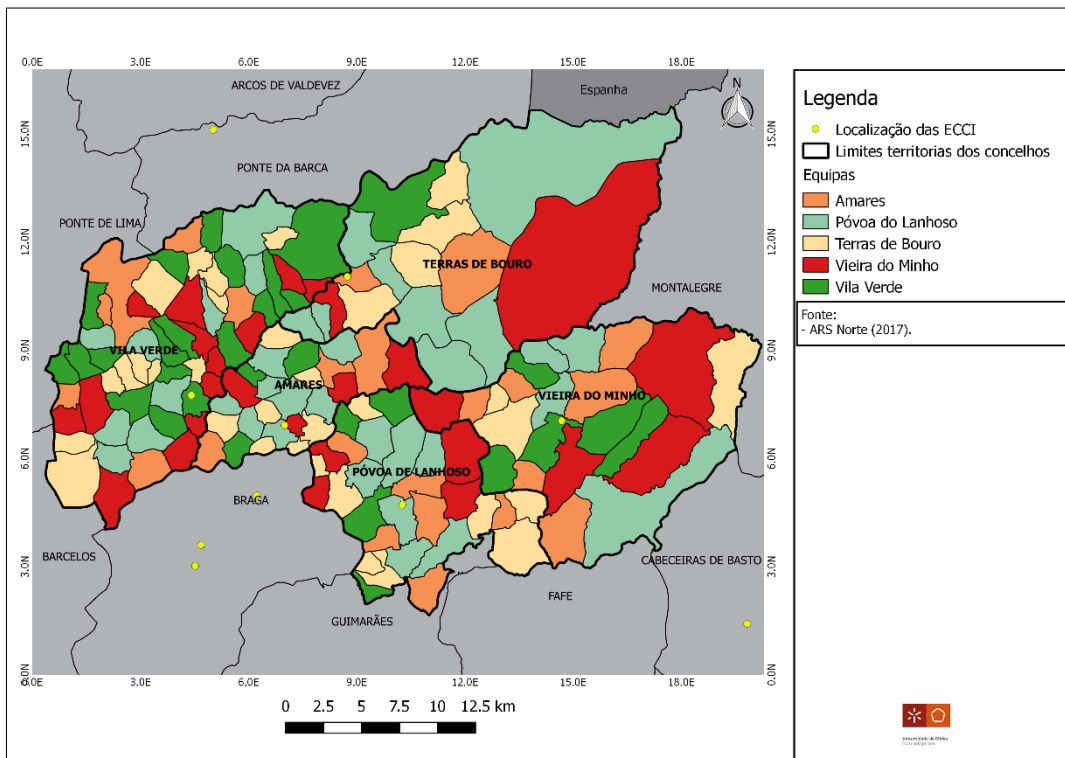 0.0E 3.0E 6.0E 9.0E 12.0E 15.0E 18.0E
ARCOS DE VALDEVEZ
Espanha
N
15.0N
15.0N
PONTE DA BARCA
PONTE DE LIMA
12.0N
12.0N
TERRAS DE BOURO
MONTALEGRE
9.0N
9.0N
VILA VERDE
AMARES
VIEIRA DO MINHO
6.0N
6.0N
PÓVOA DE LANHOSO
BRAGA
BARCELOS
CABECEIRAS DE BASTO
3.0N
3.0N
FAFE
GUIMARÃES
0.0N
0.0N
0.0E 3.0E 6.0E 9.0E 12.0E 15.0E 18.0E
0 2.5 5 7.5 10 12.5 km
Legenda
Localização das ECCI
Limites territorias dos concelhos
Equipas
Amares
Póvoa do Lanhoso
Terras de Bouro
Vieira do Minho
Vila Verde
Fonte:
- ARS Norte (2017).
Universidade do Minho
Escola de Engenharia